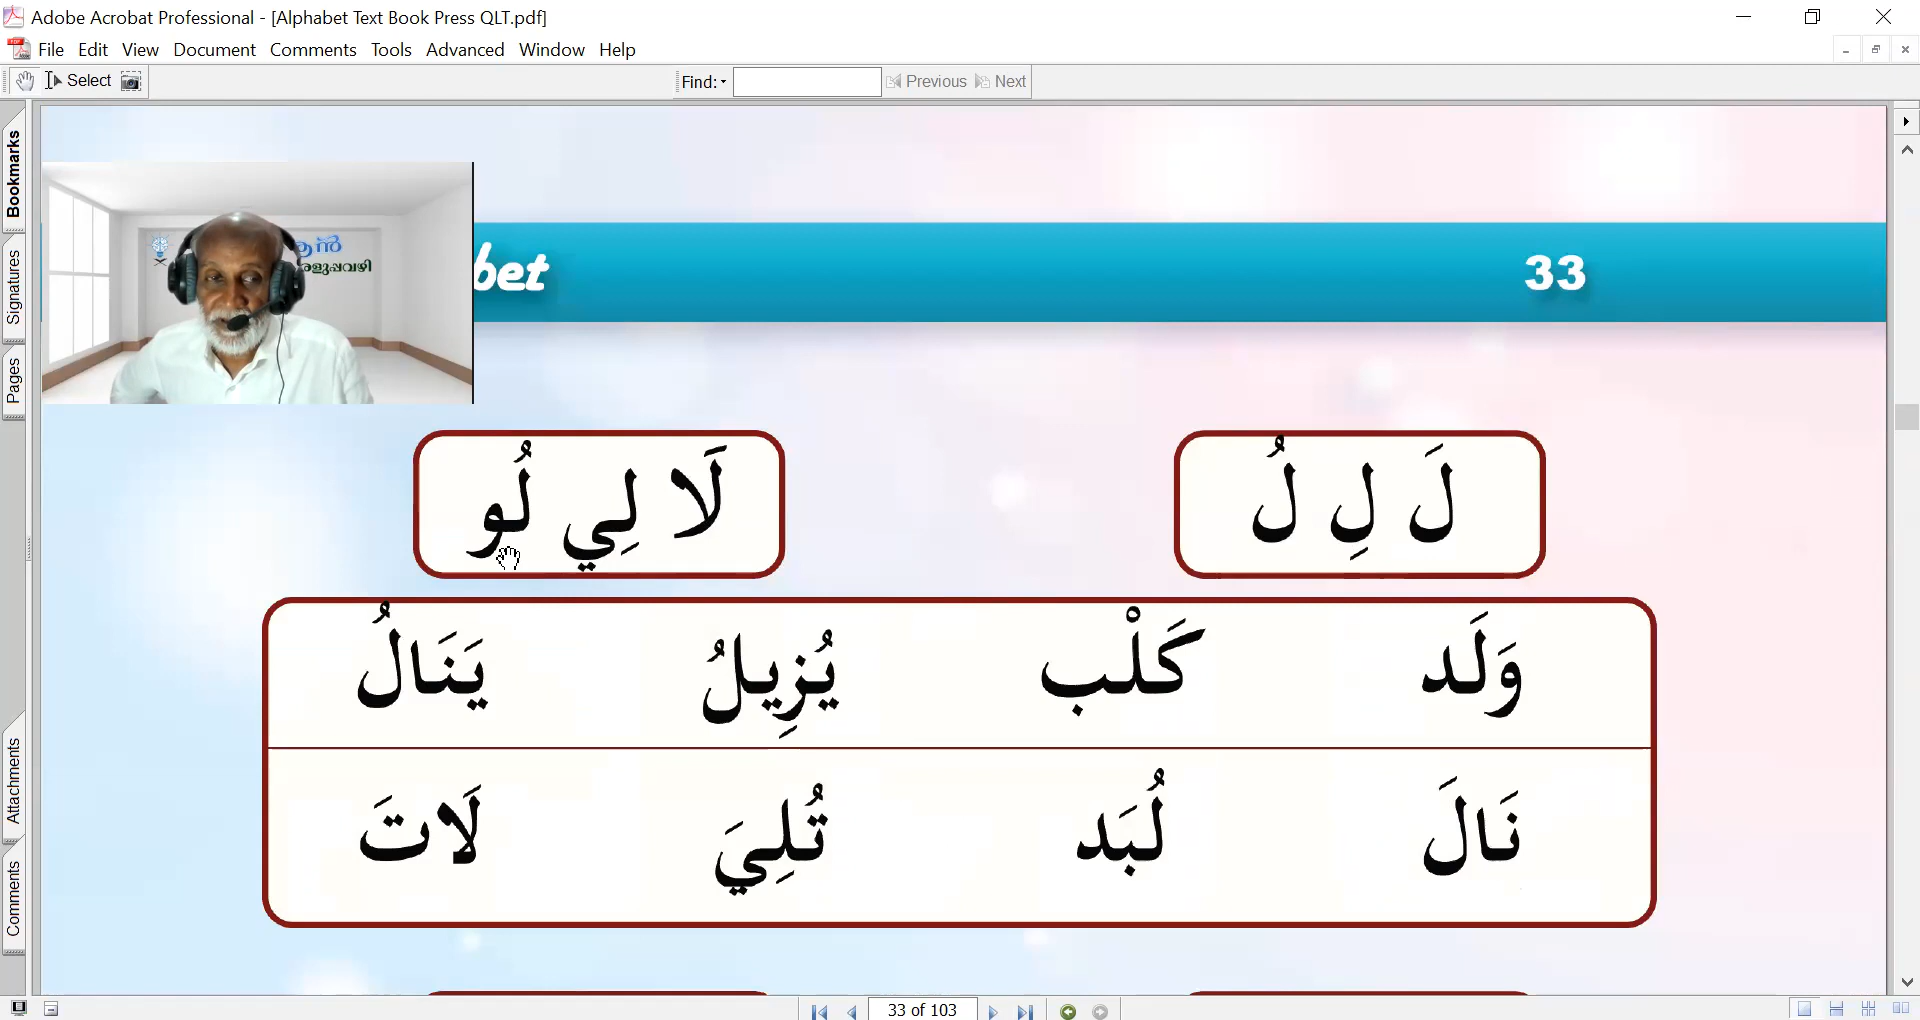 Adobe Acrobat Professional - [Alphabet Text Book Press QLT.pdf]
File Edit View Document Comments Tools Advanced Window Help
Select Find: Previous Next
Bookmarks
Signatures
Pages
Attachments
Comments
bet 33
لَ لِ لُ
لَا لِي لُو
وَلَد كَلْب يُزِيلُ يَنَالُ
نَالَ لُبَد تُلِيَ لَاتَ
33 of 103